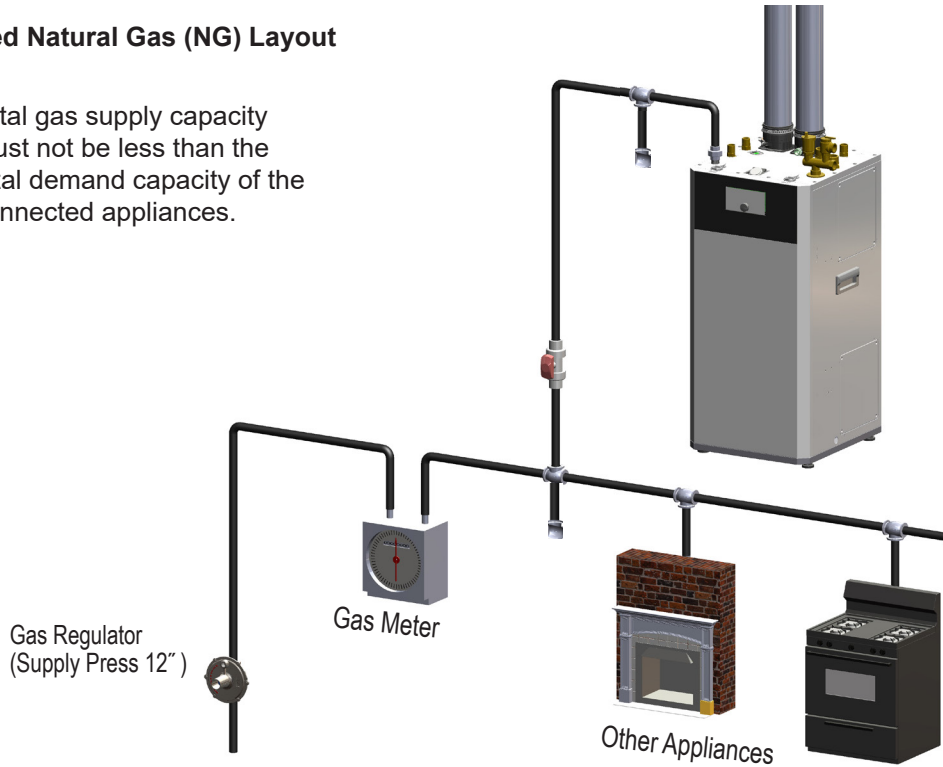 ed Natural Gas (NG) Layout
tal gas supply capacity
ust not be less than the
tal demand capacity of the
nnected appliances.
Gas Meter
Gas Regulator
(Supply Press 12˝ )
Other Appliances